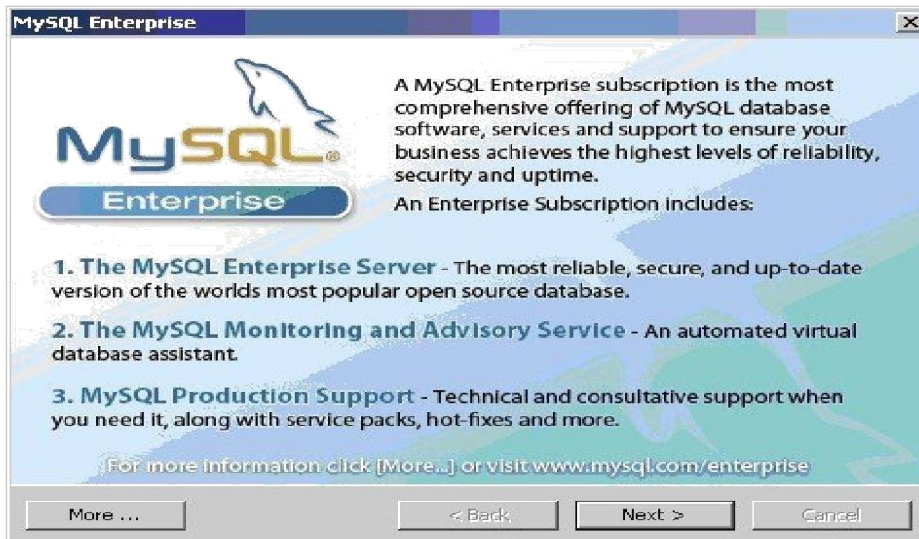 MySQL Enterprise
MySQL®
Enterprise
A MySQL Enterprise subscription is the most
comprehensive offering of MySQL database
software, services and support to ensure your
business achieves the highest levels of reliability,
security and uptime.
An Enterprise Subscription includes:
1. The MySQL Enterprise Server - The most reliable, secure, and up-to-date
version of the worlds most popular open source database.
2. The MySQL Monitoring and Advisory Service - An automated virtual
database assistant.
3. MySQL Production Support - Technical and consultative support when
you need it, along with service packs, hot-fixes and more.
For more information click [More...] or visit www.mysql.com/enterprise
More ...
< Back
Next >
Cancel